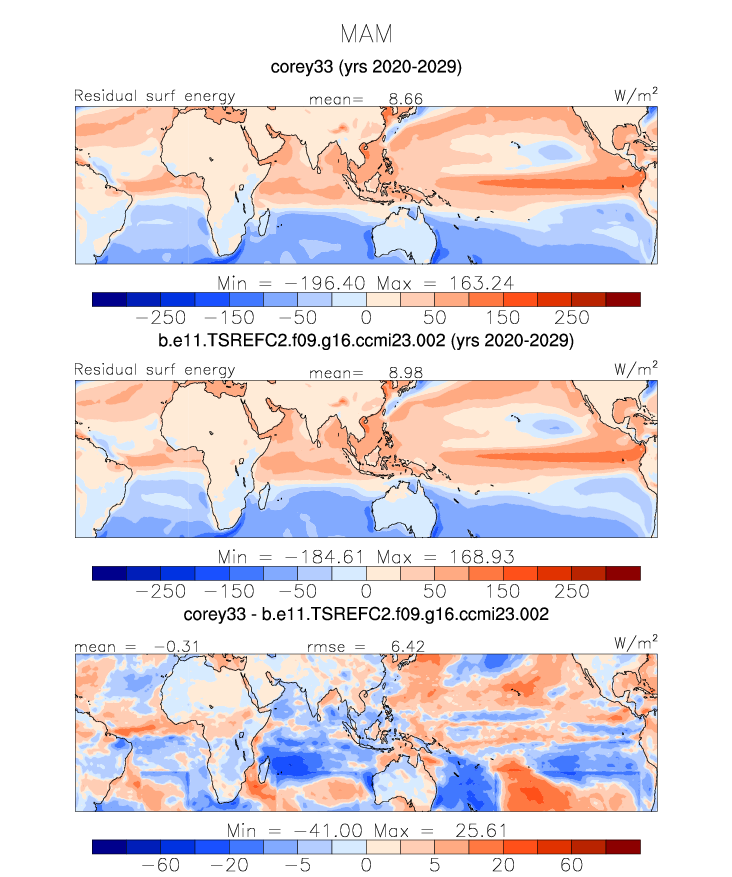 MAM
corey33 (yrs 2020-2029)
Residual surf energy mean= 8.66 W/m²
Min = −196.40 Max = 163.24
−250 −150 −50 0 50 150 250
b.e11.TSREFC2.f09.g16.ccmi23.002 (yrs 2020-2029)
Residual surf energy mean= 8.98 W/m²
Min = −184.61 Max = 168.93
−250 −150 −50 0 50 150 250
corey33 - b.e11.TSREFC2.f09.g16.ccmi23.002
mean = −0.31 rmse = 6.42 W/m²
Min = −41.00 Max = 25.61
−60 −20 −5 0 5 20 60